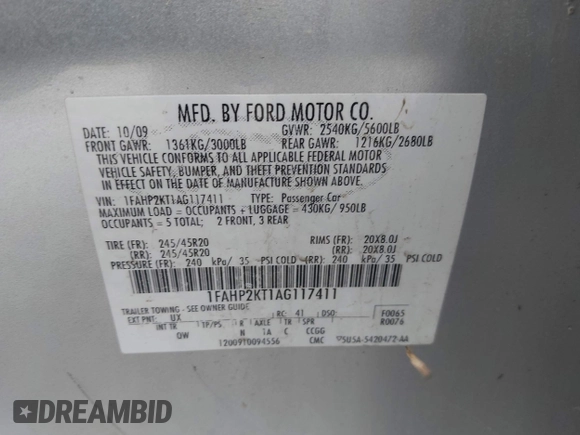 MFD. BY FORD MOTOR CO.
DATE: 10/09 GVWR: 2540KG/5600LB
FRONT GAWR: 1361KG/3000LB REAR GAWR: 1216KG/2680LB
THIS VEHICLE CONFORMS TO ALL APPLICABLE FEDERAL MOTOR
VEHICLE SAFETY, BUMPER, AND THEFT PREVENTION STANDARDS
IN EFFECT ON THE DATE OF MANUFACTURE SHOWN ABOVE.
VIN: 1FAHP2KT1AG117411 TYPE: Passenger Car
MAXIMUM LOAD = OCCUPANTS + LUGGAGE = 430KG/950LB
OCCUPANTS = 5 TOTAL: 2 FRONT, 3 REAR
TIRE (FR): 245/45R20 RIMS (FR): 20X8.0J
(RR): 245/45R20 (RR): 20X8.0J
PRESSURE (FR): 240 kPa/ 35 PSI COLD (RR): 240 kPa/ 35 PSI COLD
1FAHP2KT1AG117411
TRAILER TOWING - SEE OWNER GUIDE
EXT PNT: UX RC: 41 DSO: F0065
INT TR TP/PS R AXLE TR SPR R0076
QW N 1A C CCGG
12009T0094556 CMC 5U5A-5420472-AA
DREAMBID